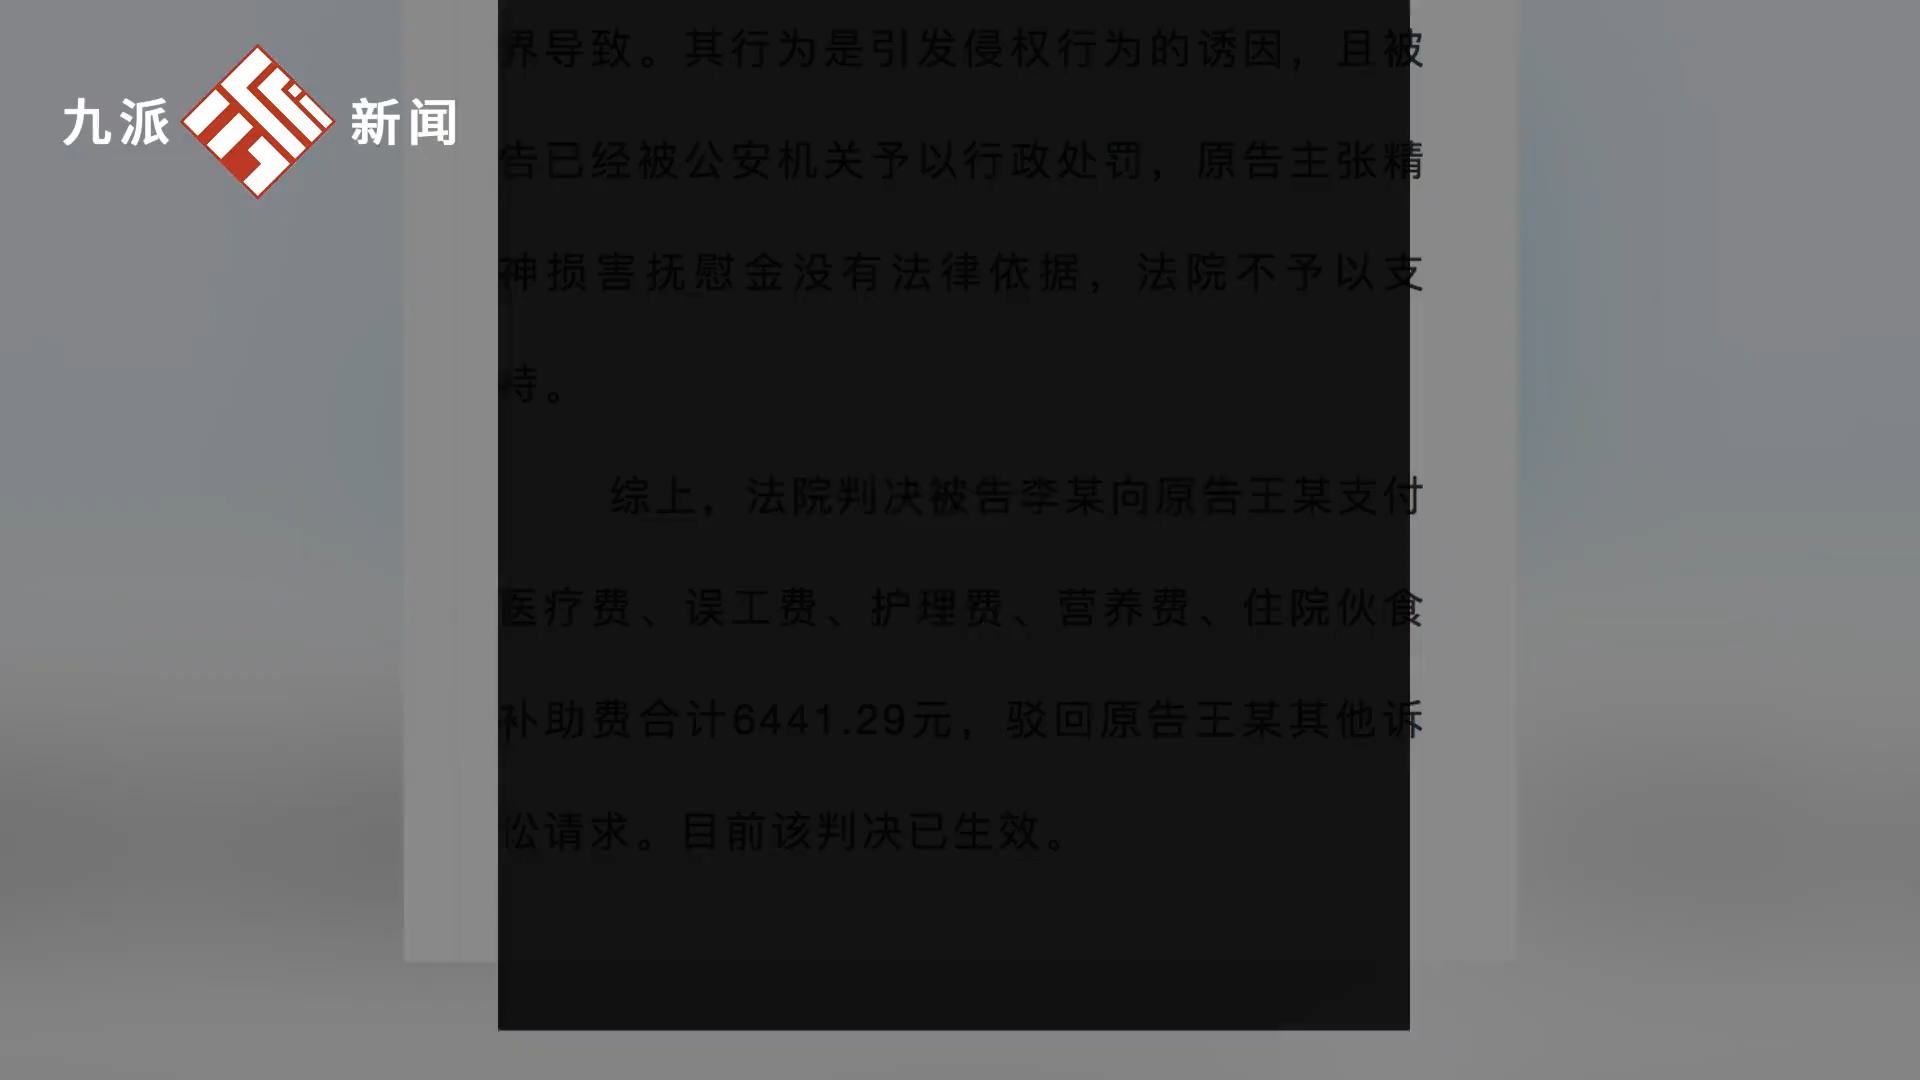 九派新闻
界导致。其行为是引发侵权行为的诱因，且被
告已经被公安机关予以行政处罚，原告主张精
神损害抚慰金没有法律依据，法院不予以支
持。
综上，法院判决被告李某向原告王某支付
医疗费、误工费、护理费、营养费、住院伙食
补助费合计6441.29元，驳回原告王某其他诉
讼请求。目前该判决已生效。